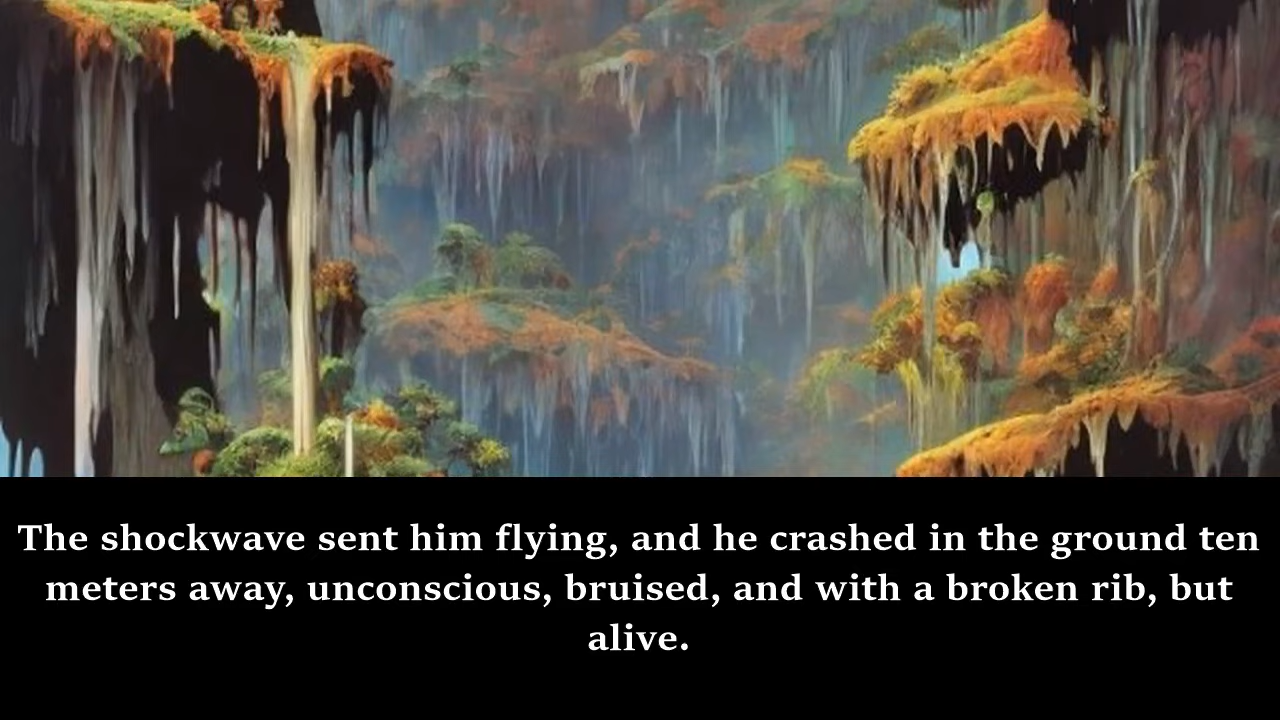 The shockwave sent him flying, and he crashed in the ground ten
meters away, unconscious, bruised, and with a broken rib, but
alive.